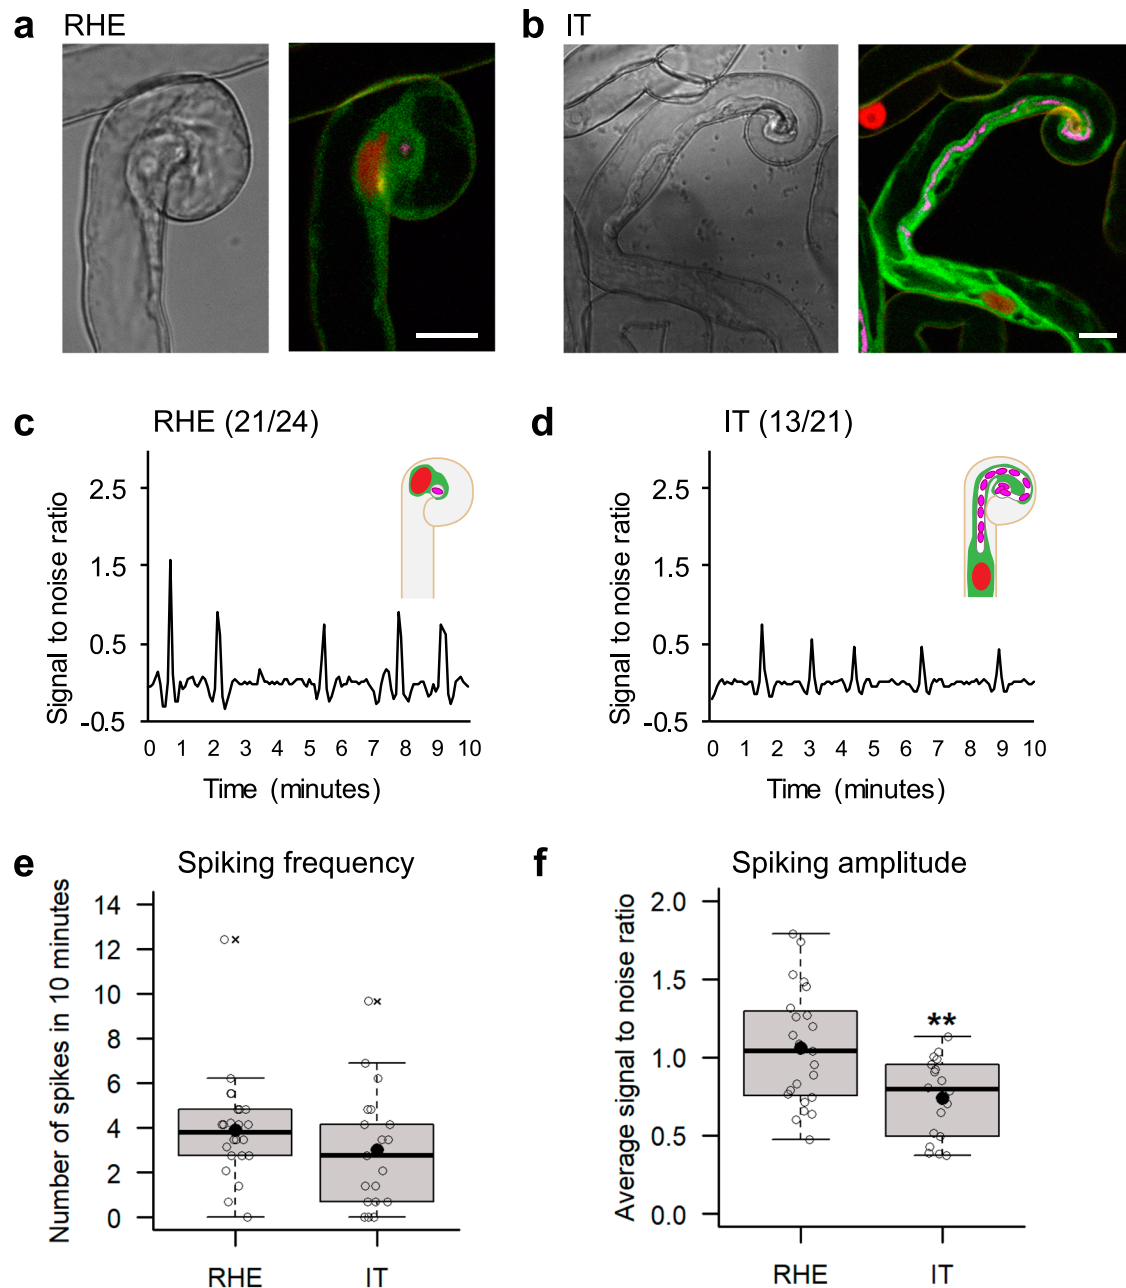 a RHE
b IT
c RHE (21/24)
Signal to noise ratio
2.5
1.5
0.5
-0.5
0 1 2 3 4 5 6 7 8 9 10
Time (minutes)
d IT (13/21)
Signal to noise ratio
2.5
1.5
0.5
-0.5
0 1 2 3 4 5 6 7 8 9 10
Time (minutes)
e Spiking frequency
Number of spikes in 10 minutes
14
12
10
8
6
4
2
0
RHE IT
f Spiking amplitude
Average signal to noise ratio
2.0
1.5
1.0
0.5
0.0
**
RHE IT